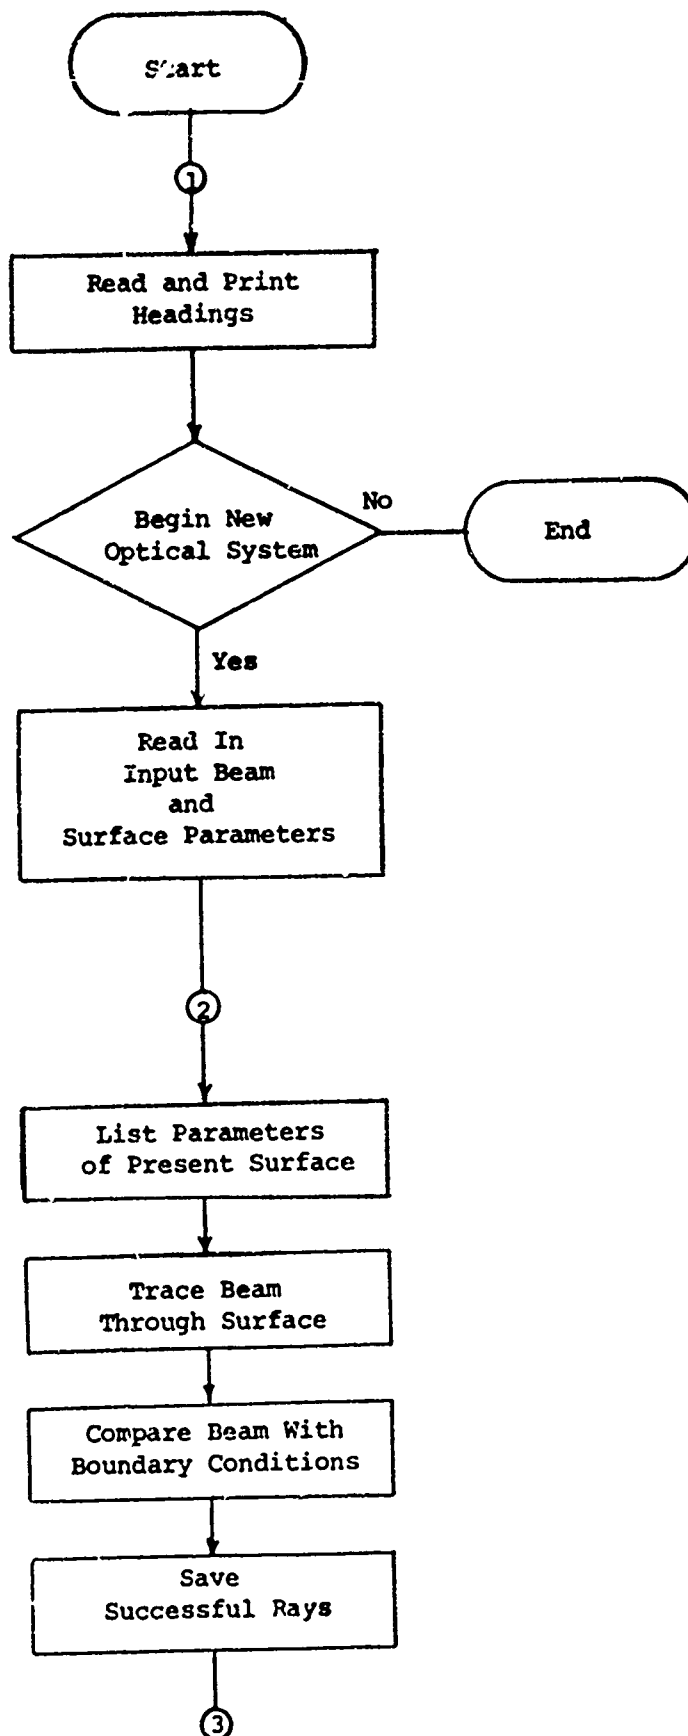 Start
1
Read and Print
Headings
Begin New
Optical System
No
End
Yes
Read In
Input Beam
and
Surface Parameters
2
List Parameters
of Present Surface
Trace Beam
Through Surface
Compare Beam With
Boundary Conditions
Save
Successful Rays
3